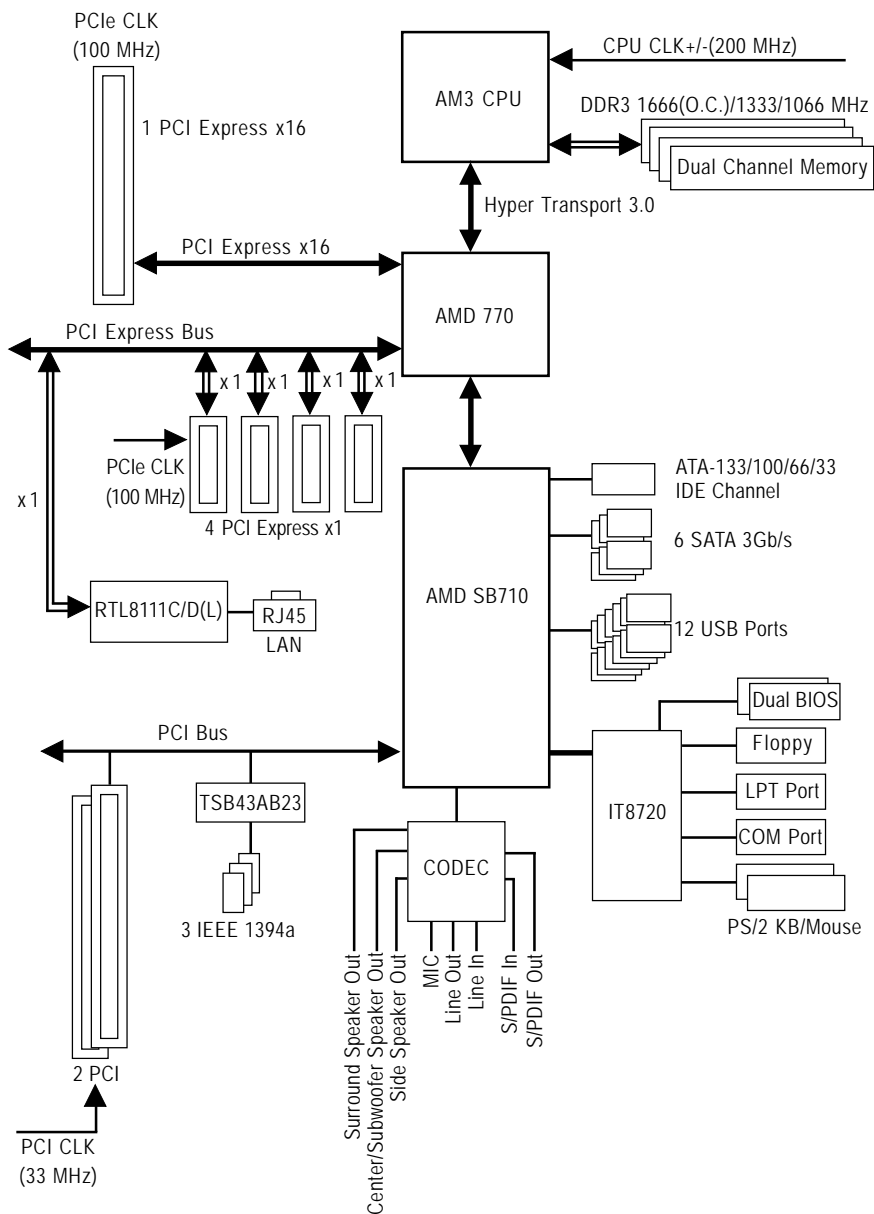 PCIe CLK
(100 MHz)
1 PCI Express x16
AM3 CPU
CPU CLK+/-(200 MHz)
DDR3 1666(O.C.)/1333/1066 MHz
Dual Channel Memory
Hyper Transport 3.0
PCI Express x16
AMD 770
PCI Express Bus
x1
x1
x1
x1
x1
PCIe CLK
(100 MHz)
4 PCI Express x1
RTL8111C/D(L)
RJ45
LAN
AMD SB710
ATA-133/100/66/33
IDE Channel
6 SATA 3Gb/s
12 USB Ports
PCI Bus
TSB43AB23
3 IEEE 1394a
2 PCI
PCI CLK
(33 MHz)
CODEC
Surround Speaker Out
Center/Subwoofer Speaker Out
Side Speaker Out
MIC
Line Out
Line In
S/PDIF In
S/PDIF Out
IT8720
Dual BIOS
Floppy
LPT Port
COM Port
PS/2 KB/Mouse